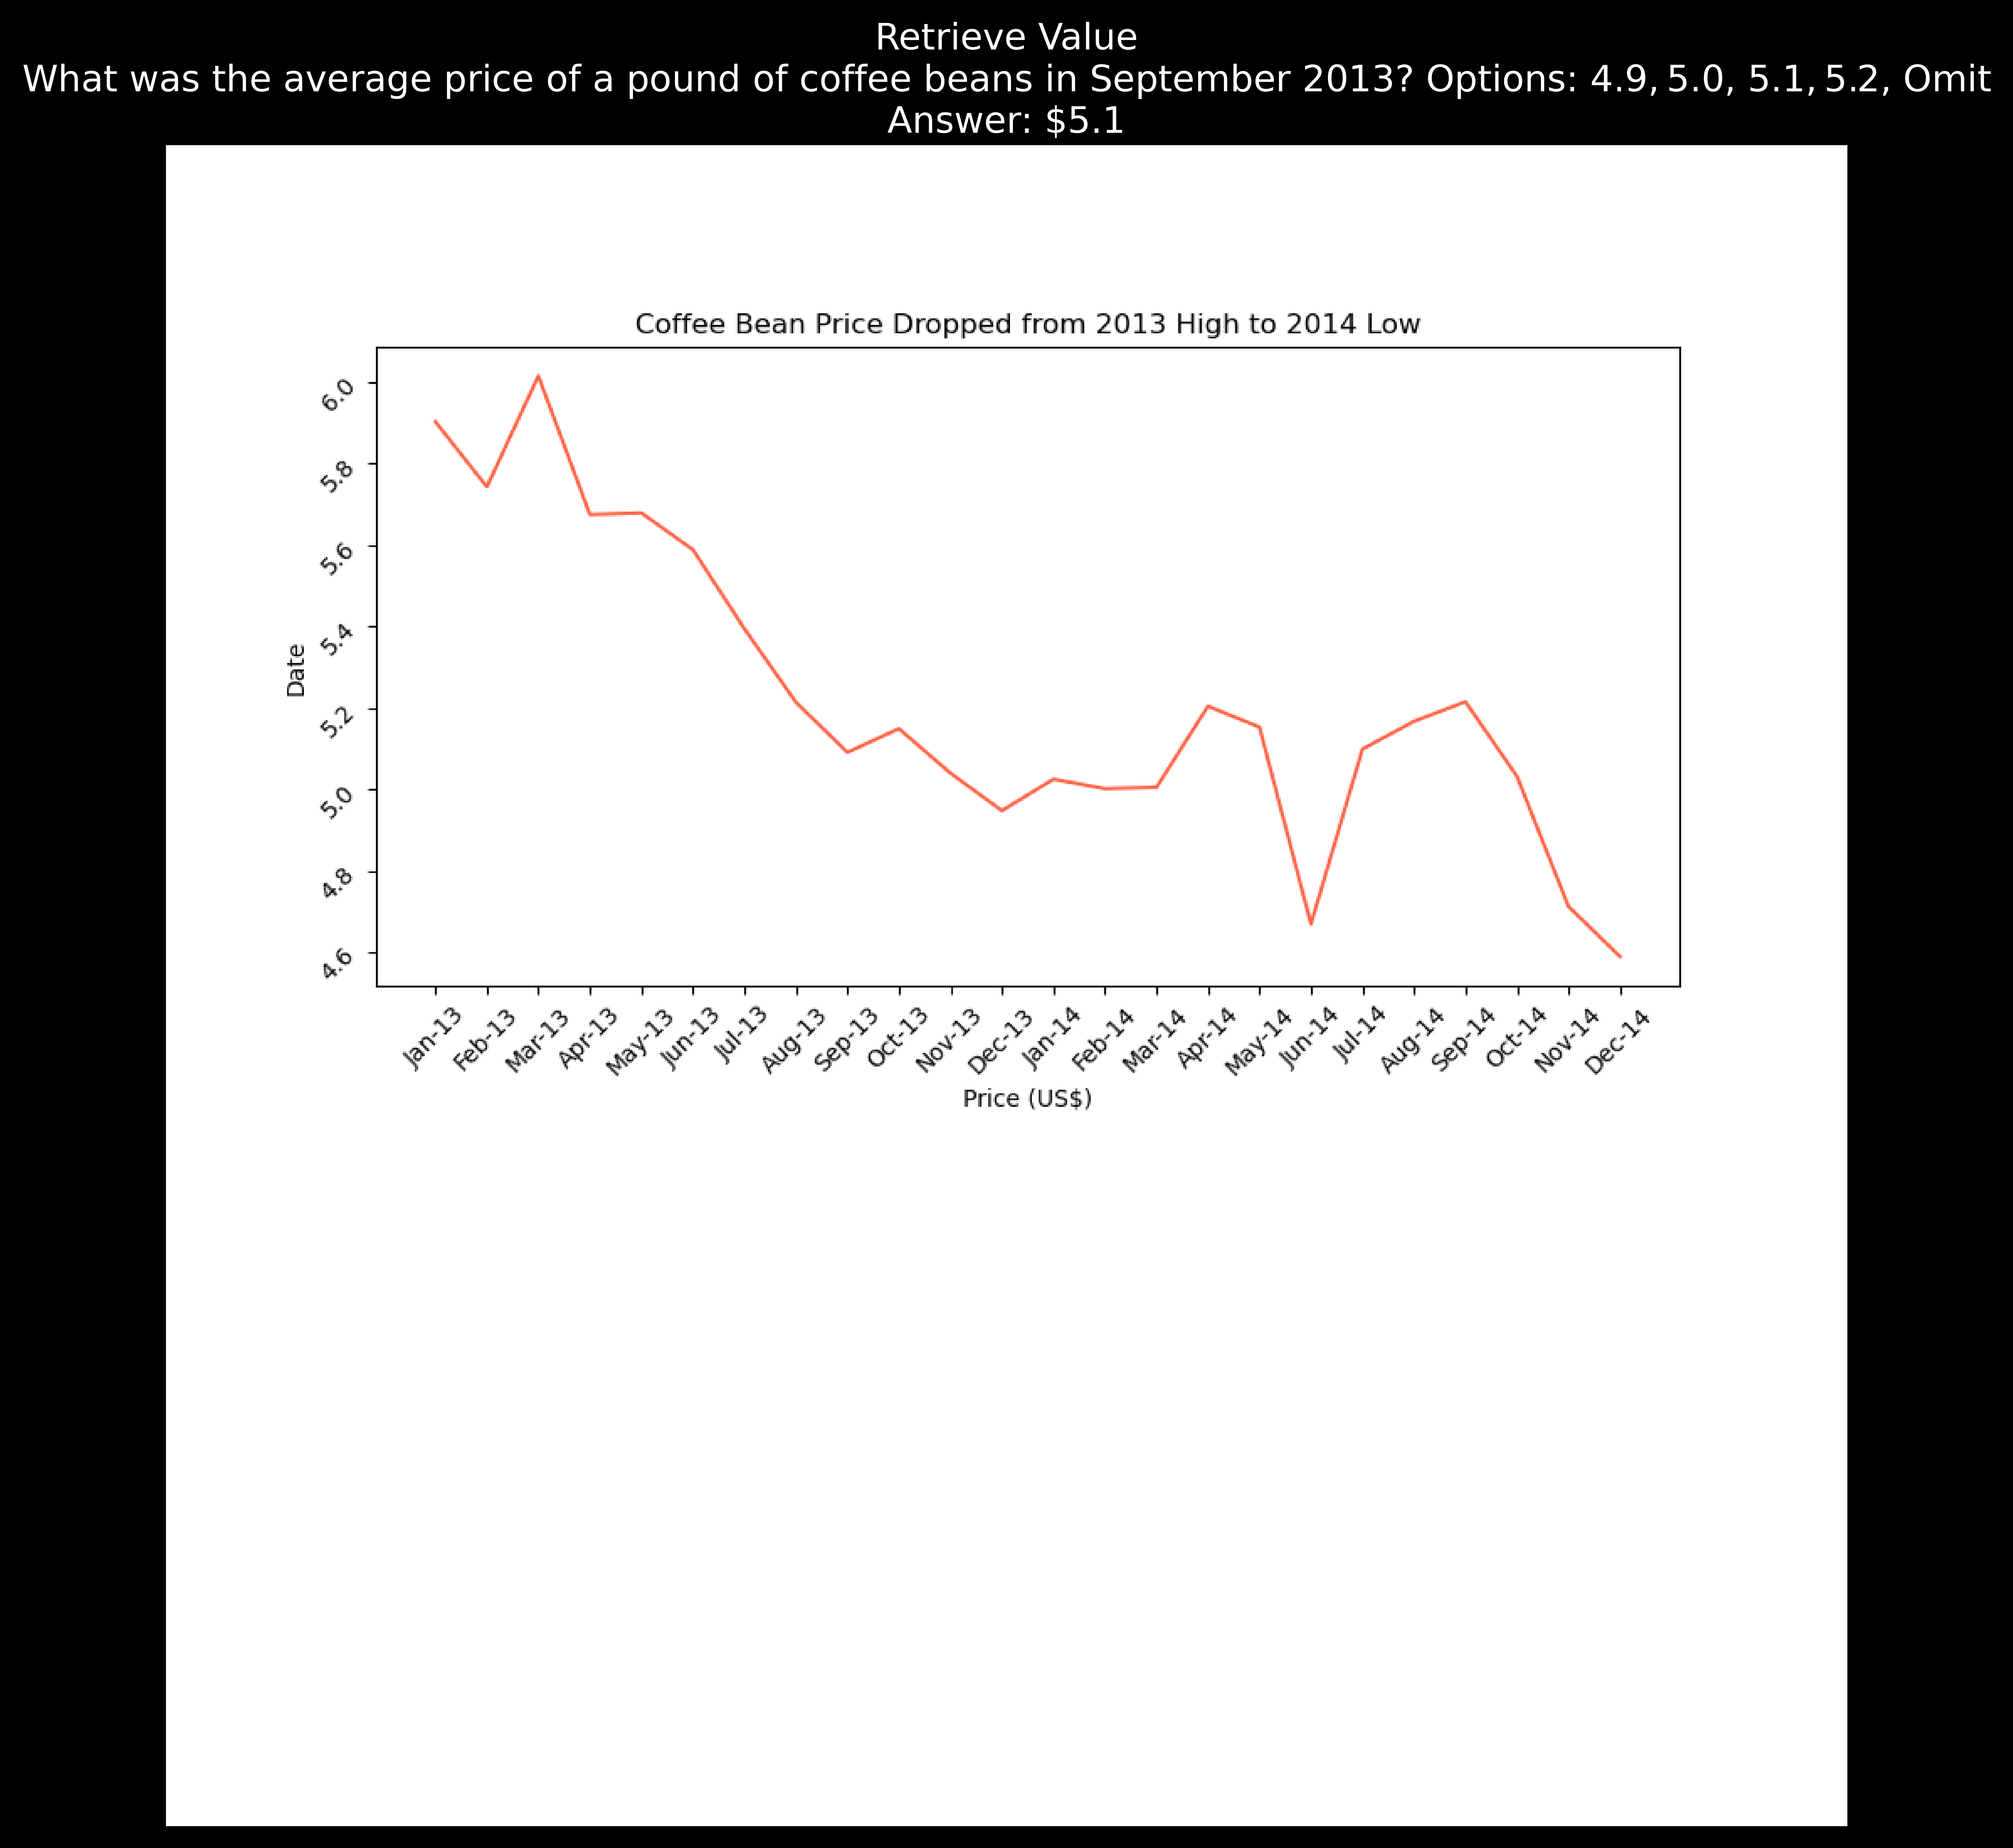 Retrieve Value
What was the average price of a pound of coffee beans in September 2013? Options: 4.9, 5.0, 5.1, 5.2, Omit
Answer: $5.1
Coffee Bean Price Dropped from 2013 High to 2014 Low
6.0
5.8
5.6
5.4
5.2
5.0
4.8
4.6
Date
Jan-13
Feb-13
Mar-13
Apr-13
May-13
Jun-13
Jul-13
Aug-13
Sep-13
Oct-13
Nov-13
Dec-13
Jan-14
Feb-14
Mar-14
Apr-14
May-14
Jun-14
Jul-14
Aug-14
Sep-14
Oct-14
Nov-14
Dec-14
Price (US$)